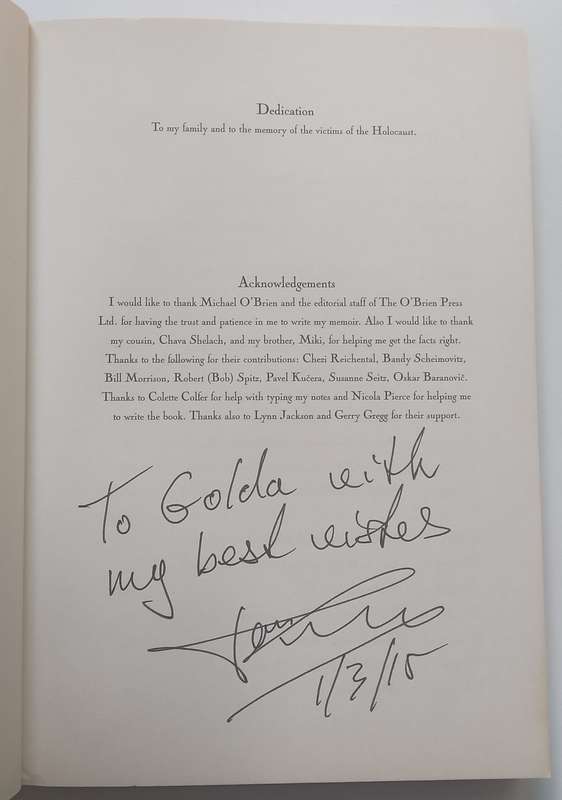 Dedication
To my family and to the memory of the victims of the Holocaust.
Acknowledgements
I would like to thank Michael O'Brien and the editorial staff of The O'Brien Press
Ltd. for having the trust and patience in me to write my memoir. Also I would like to thank
my cousin, Chava Shelach, and my brother, Miki, for helping me get the facts right.
Thanks to the following for their contributions: Cheri Reichental, Bandy Scheimovitz,
Bill Morrison, Robert (Bob) Spitz, Pavel Kučera, Susanne Seitz, Oskar Baranovič.
Thanks to Colette Colfer for help with typing my notes and Nicola Pierce for helping me
to write the book. Thanks also to Lynn Jackson and Gerry Gregg for their support.
To Golda with
my best wishes
1/3/15